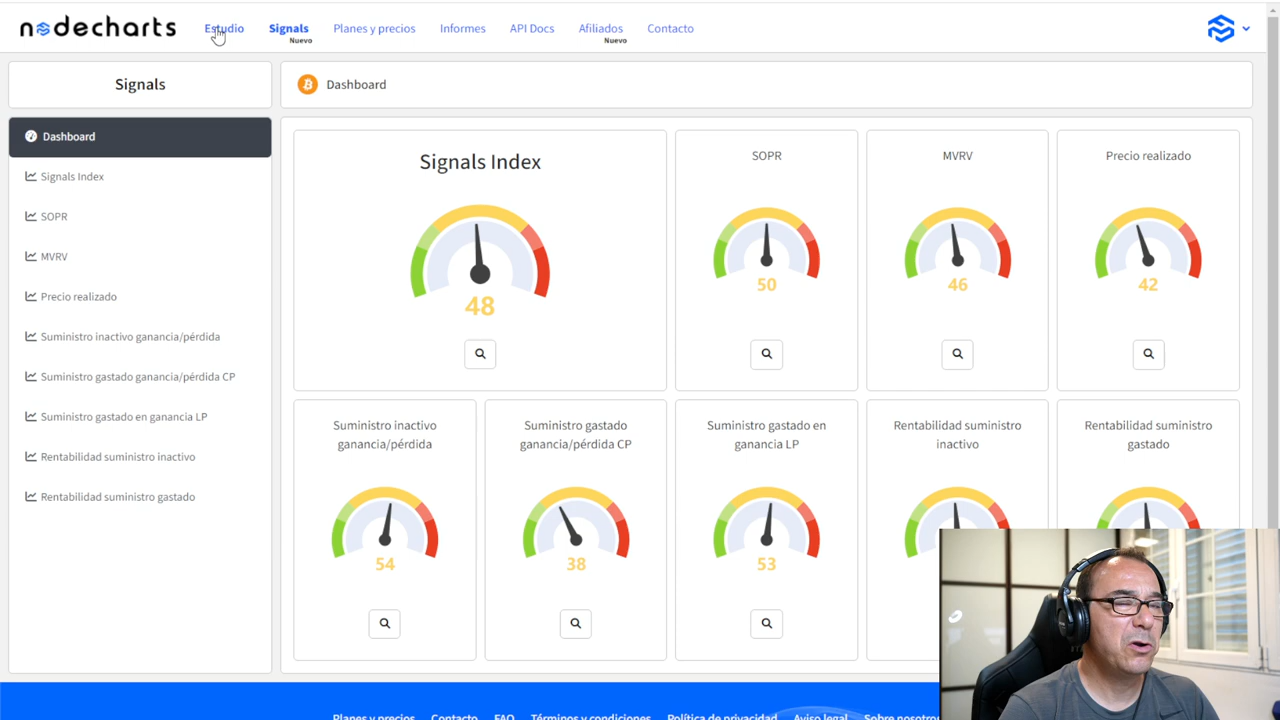 nodecharts
Estudio
Signals
Nuevo
Planes y precios
Informes
API Docs
Afiliados
Nuevo
Contacto
Signals
Dashboard
Signals Index
SOPR
MVRV
Precio realizado
Suministro inactivo ganancia/pérdida
Suministro gastado ganancia/pérdida CP
Suministro gastado en ganancia LP
Rentabilidad suministro inactivo
Rentabilidad suministro gastado
Dashboard
Signals Index
48
SOPR
50
MVRV
46
Precio realizado
42
Suministro inactivo
ganancia/pérdida
54
Suministro gastado
ganancia/pérdida CP
38
Suministro gastado en
ganancia LP
53
Rentabilidad suministro
inactivo
Rentabilidad suministro
gastado
Planes y precios
Contacto
FAQ
Términos y condiciones
Política de privacidad
Aviso legal
Sobre nosotro